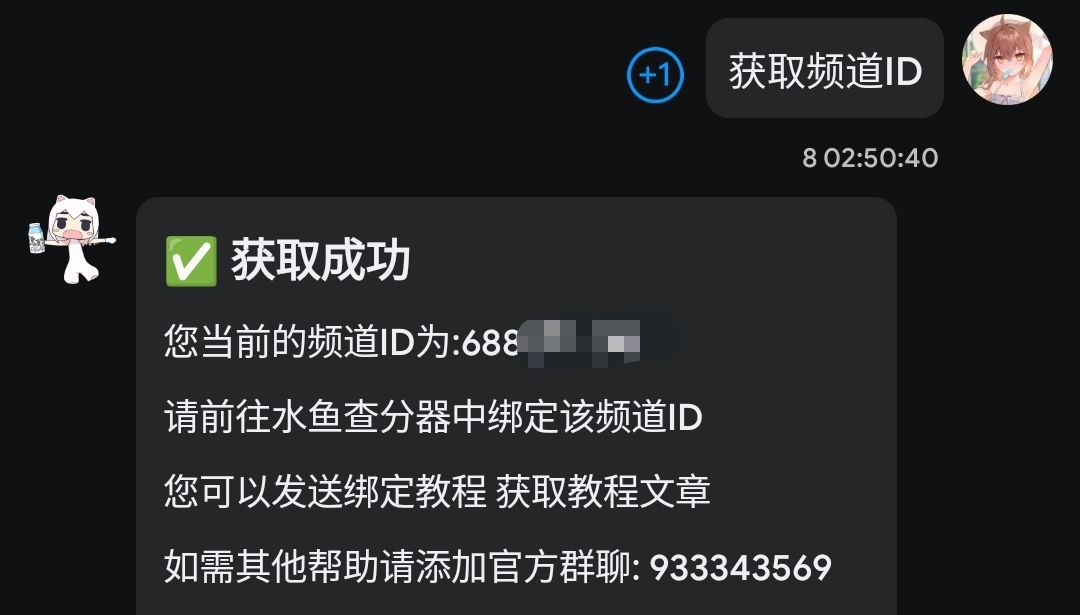 +1
获取频道ID
8 02:50:40
✅ 获取成功
您当前的频道ID为:688
请前往水鱼查分器中绑定该频道ID
您可以发送绑定教程 获取教程文章
如需其他帮助请添加官方群聊: 933343569